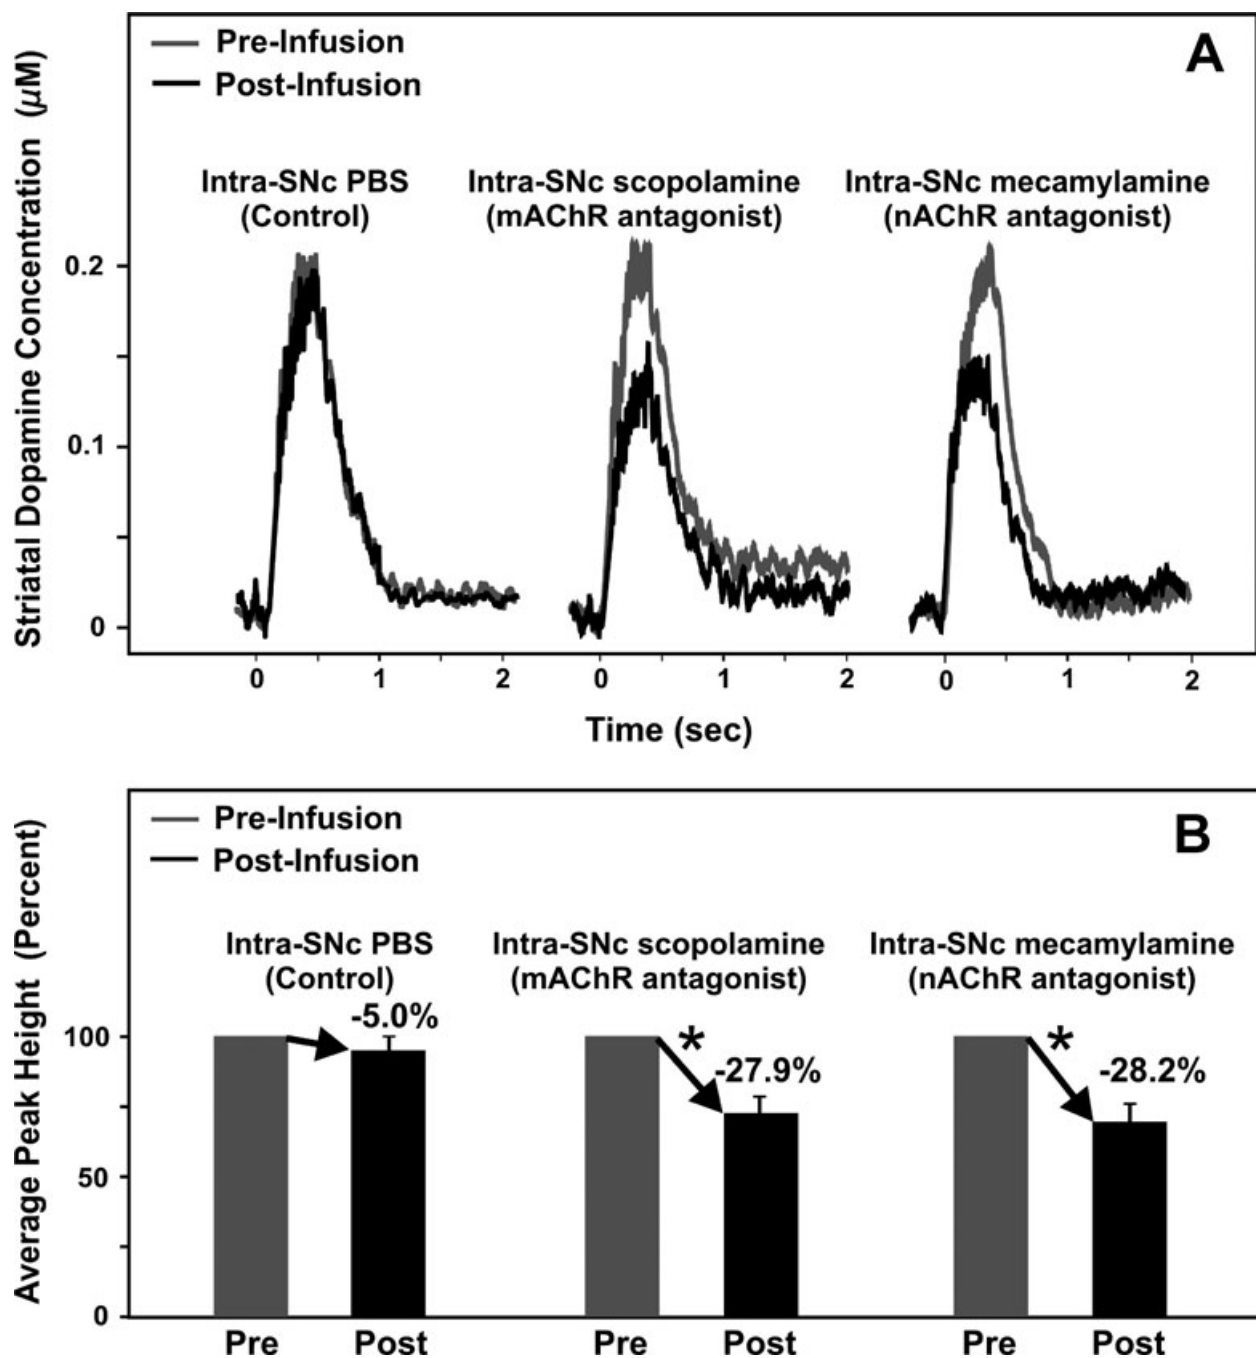 Pre-Infusion
Post-Infusion
A
Intra-SNc PBS
(Control)
Intra-SNc scopolamine
(mAChR antagonist)
Intra-SNc mecamylamine
(nAChR antagonist)
Striatal Dopamine Concentration (μM)
0.2
0.1
0
0 1 2
0 1 2
0 1 2
Time (sec)
Pre-Infusion
Post-Infusion
B
Intra-SNc PBS
(Control)
Intra-SNc scopolamine
(mAChR antagonist)
Intra-SNc mecamylamine
(nAChR antagonist)
Average Peak Height (Percent)
-5.0%
* -27.9%
* -28.2%
100
50
0
Pre Post
Pre Post
Pre Post